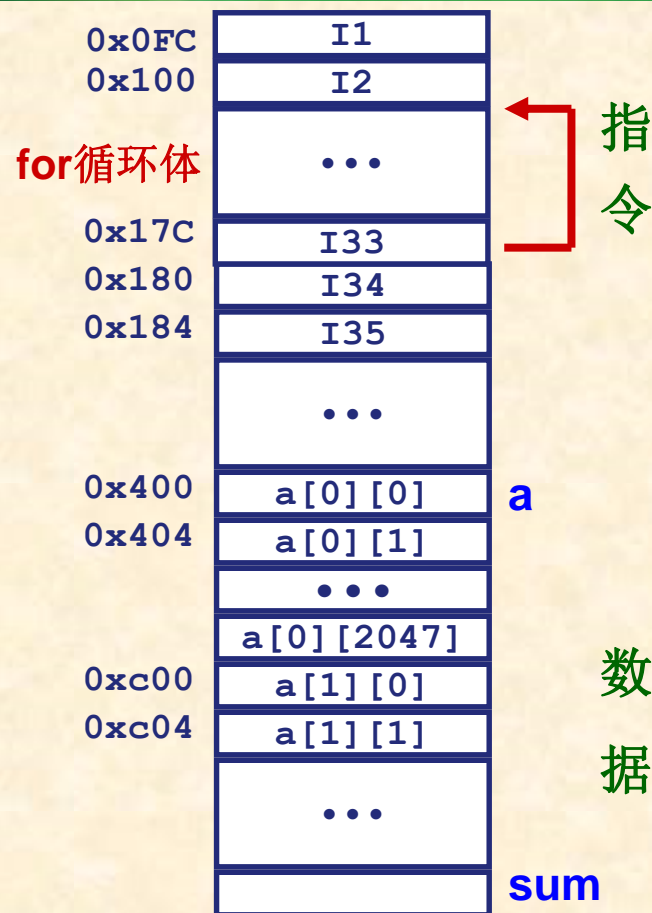 0x0FC I1
0x100 I2
for循环体 •••
0x17C I33
0x180 I34
0x184 I35
•••
指
令
0x400 a[0][0] a
0x404 a[0][1]
•••
a[0][2047]
0xc00 a[1][0]
0xc04 a[1][1]
•••
数
据
sum